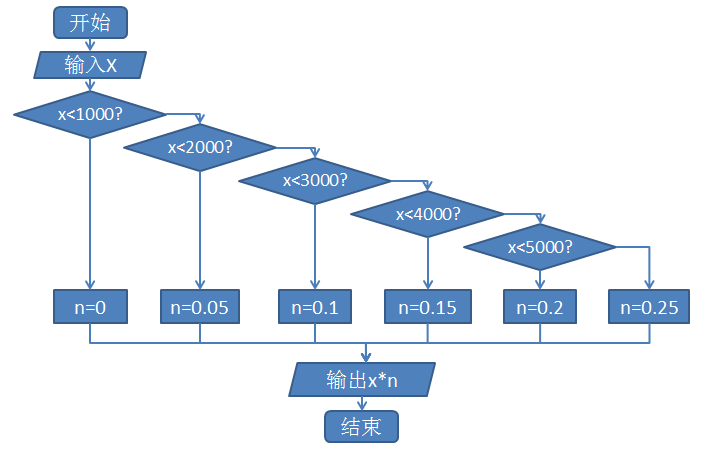 开始
输入X
x<1000?
x<2000?
x<3000?
x<4000?
x<5000?
n=0
n=0.05
n=0.1
n=0.15
n=0.2
n=0.25
输出x*n
结束